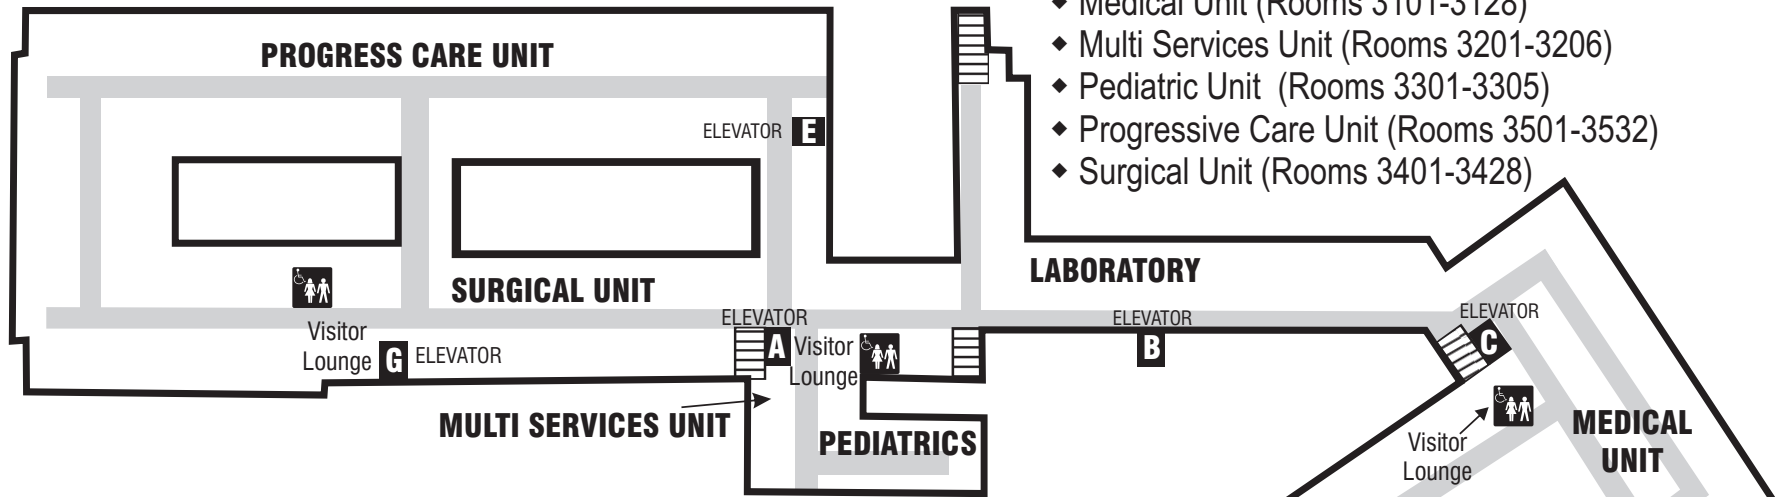 ◆ Medical Unit (Rooms 3101-3128)
◆ Multi Services Unit (Rooms 3201-3206)
◆ Pediatric Unit (Rooms 3301-3305)
◆ Progressive Care Unit (Rooms 3501-3532)
◆ Surgical Unit (Rooms 3401-3428)
PROGRESS CARE UNIT
ELEVATOR E
SURGICAL UNIT
LABORATORY
Visitor
Lounge
G ELEVATOR
ELEVATOR
A
Visitor
Lounge
ELEVATOR
B
ELEVATOR
C
MULTI SERVICES UNIT
PEDIATRICS
Visitor
Lounge
MEDICAL
UNIT